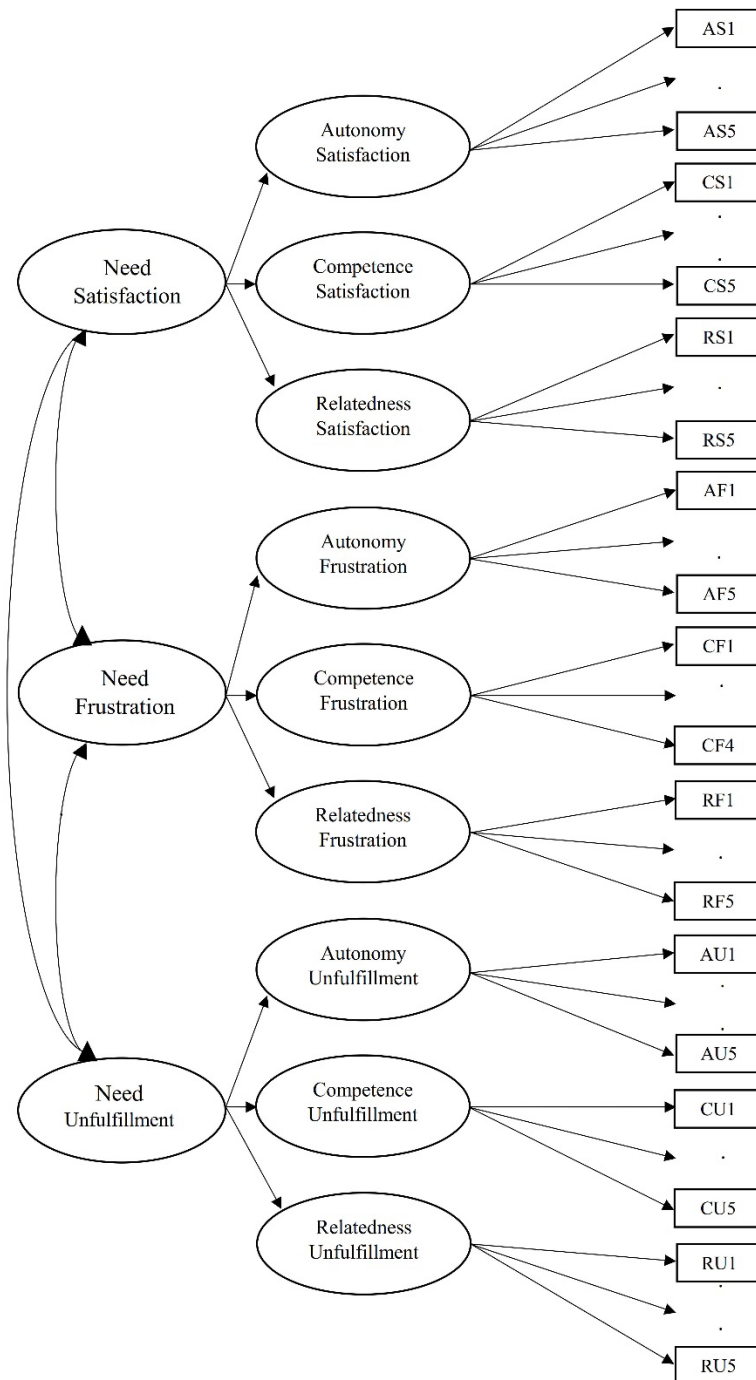 AS1
.
AS5
Autonomy
Satisfaction
CS1
.
.
CS5
Need
Satisfaction
Competence
Satisfaction
RS1
.
RS5
Relatedness
Satisfaction
AF1
.
AF5
Autonomy
Frustration
CF1
.
CF4
Need
Frustration
Competence
Frustration
RF1
.
RF5
Relatedness
Frustration
AU1
.
.
AU5
Autonomy
Unfulfillment
CU1
.
CU5
Need
Unfulfillment
Competence
Unfulfillment
RU1
.
.
RU5
Relatedness
Unfulfillment